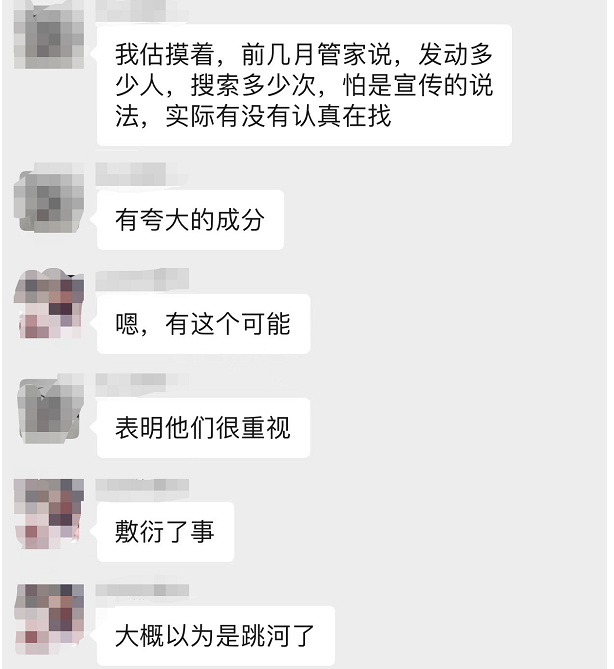 我估摸着，前几月管家说，发动多
少人，搜索多少次，怕是宣传的说
法，实际有没有认真在找
有夸大的成分
嗯，有这个可能
表明他们很重视
敷衍了事
大概以为是跳河了